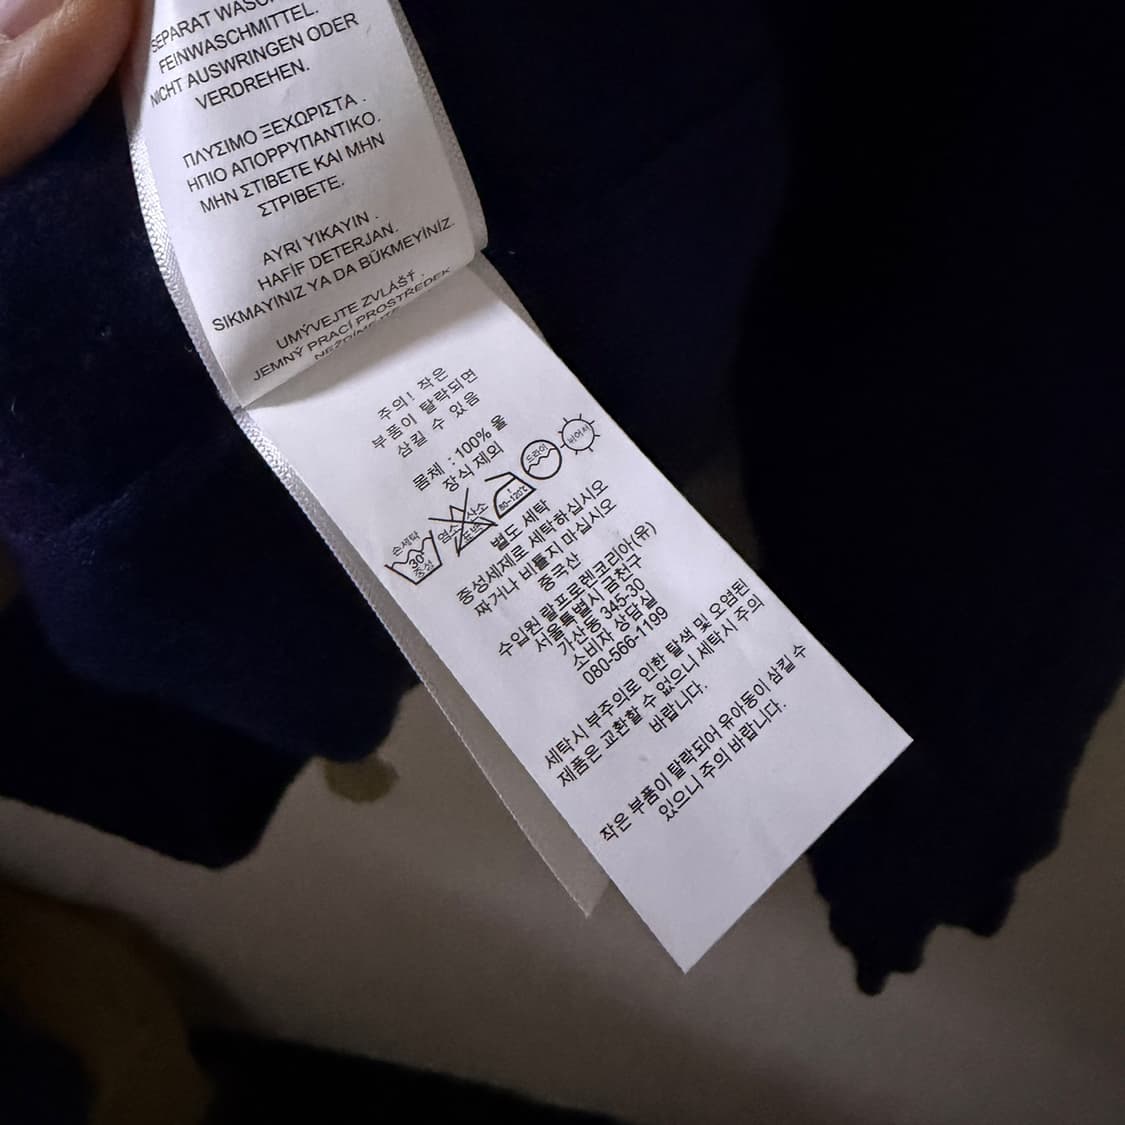 SEPARAT
FEINWASCHMITTEL.
NICHT AUSWRINGEN ODER
VERDREHEN.
ΠΛΥΣΙΜΟ ΞΕΧΩΡΙΣΤΑ .
ΗΠΙΟ ΑΠΟΡΡΥΠΑΝΤΙΚΟ.
ΜΗΝ ΣΤΙΒΕΤΕ ΚΑΙ ΜΗΝ
ΣΤΡΙΒΕΤΕ.
AYRI YIKAYIN .
HAFİF DETERJAN.
SIKMAYINIZ YA DA BÜKMEYİNİZ.
UMÝVEJTE ZVLÁŠŤ .
JEMNÝ PRACÍ PROSTŘEDEK
주의! 작은
부품이 탈락되면
삼킬 수 있음
몸체 : 100% 울
장식 제외
손세탁 30° 중성
염소 산소 표백
80~120℃
드라이
뉘어서
별도 세탁
중성세제로 세탁하십시오
짜거나 비틀지 마십시오
중국산
수입원 랄프로렌코리아(유)
서울특별시 금천구
가산동 345-30
소비자 상담실
080-566-1199
세탁시 부주의로 인한 탈색 및 오염된
제품은 교환할 수 없으니 세탁시 주의
바랍니다.
작은 부품이 탈락되어 유아동이 삼킬 수
있으니 주의 바랍니다.